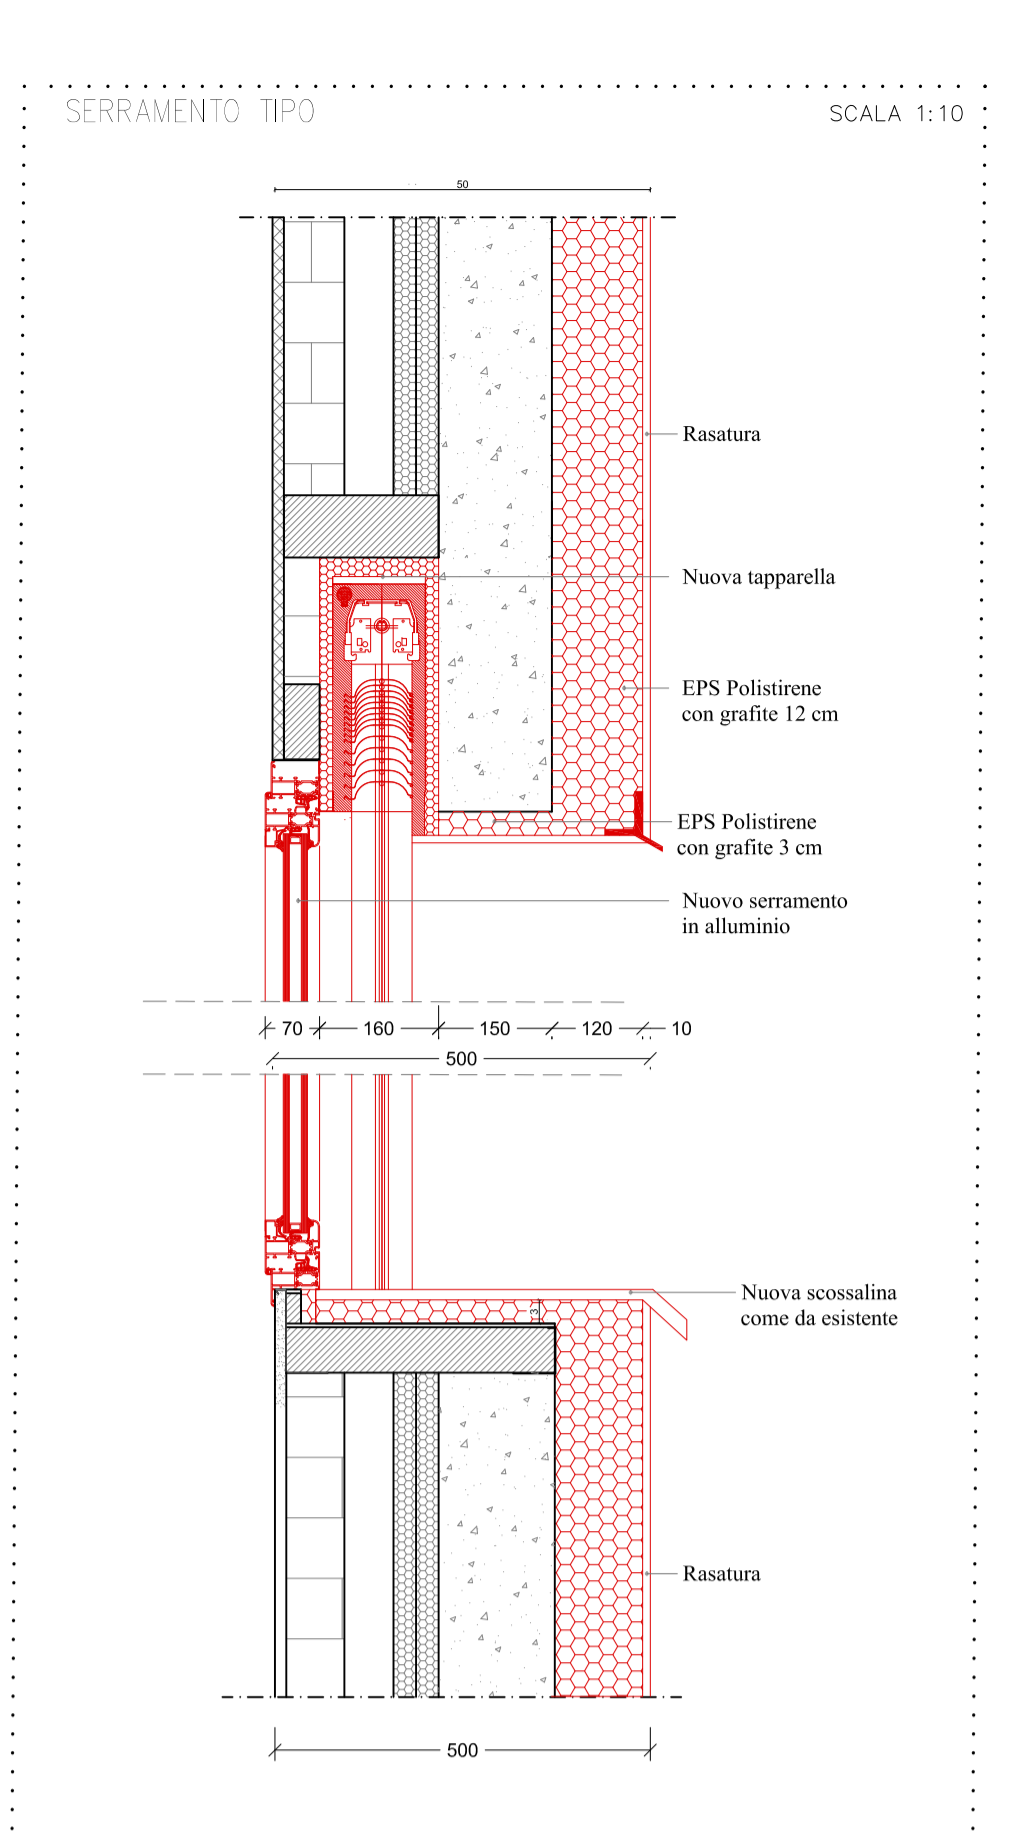 SERRAMENTO TIPO
SCALA 1:10
50
Rasatura
Nuova tapparella
EPS Polistirene
con grafite 12 cm
EPS Polistirene
con grafite 3 cm
Nuovo serramento
in alluminio
70 160 150 120 10
500
Nuova scossalina
come da esistente
3
Rasatura
500